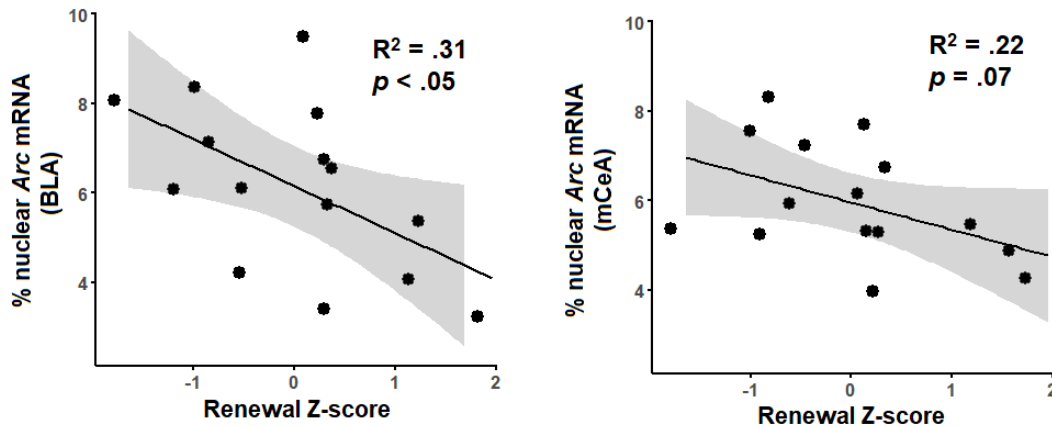 10
8
6
4
-1
0
1
2
% nuclear Arc mRNA
(BLA)
Renewal Z-score
R² = .31
p < .05
10
8
6
4
-1
0
1
2
% nuclear Arc mRNA
(mCeA)
Renewal Z-score
R² = .22
p = .07